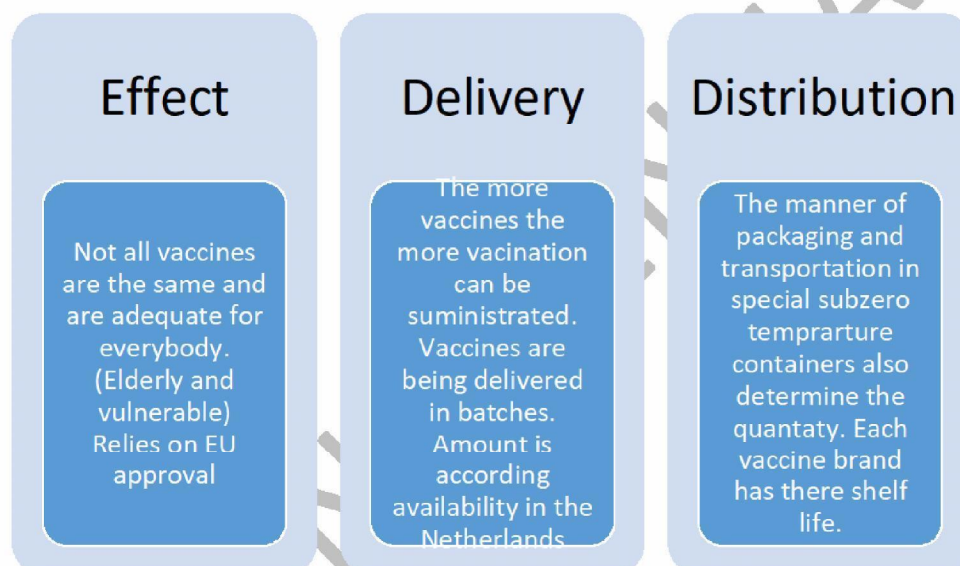 Effect
Not all vaccines
are the same and
are adequate for
everybody.
(Elderly and
vulnerable)
Relies on EU
approval
Delivery
The more
vaccines the
more vacination
can be
suministrated.
Vaccines are
being delivered
in batches.
Amount is
according
availability in the
Netherlands
Distribution
The manner of
packaging and
transportation in
special subzero
temprarture
containers also
determine the
quantaty. Each
vaccine brand
has there shelf
life.